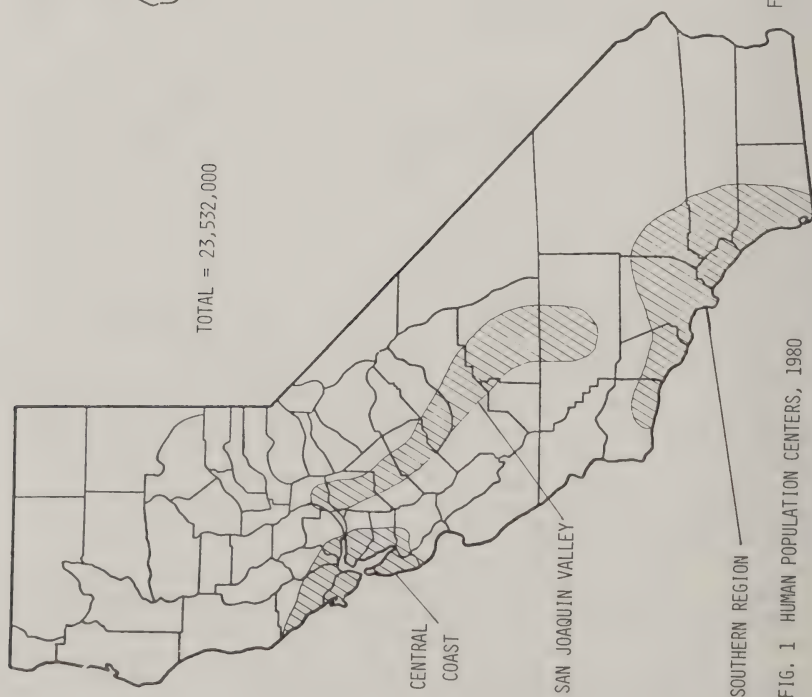 TOTAL = 23,532,000
CENTRAL
COAST
SAN JOAQUIN VALLEY
SOUTHERN REGION
FIG. 1 HUMAN POPULATION CENTERS, 1980
F